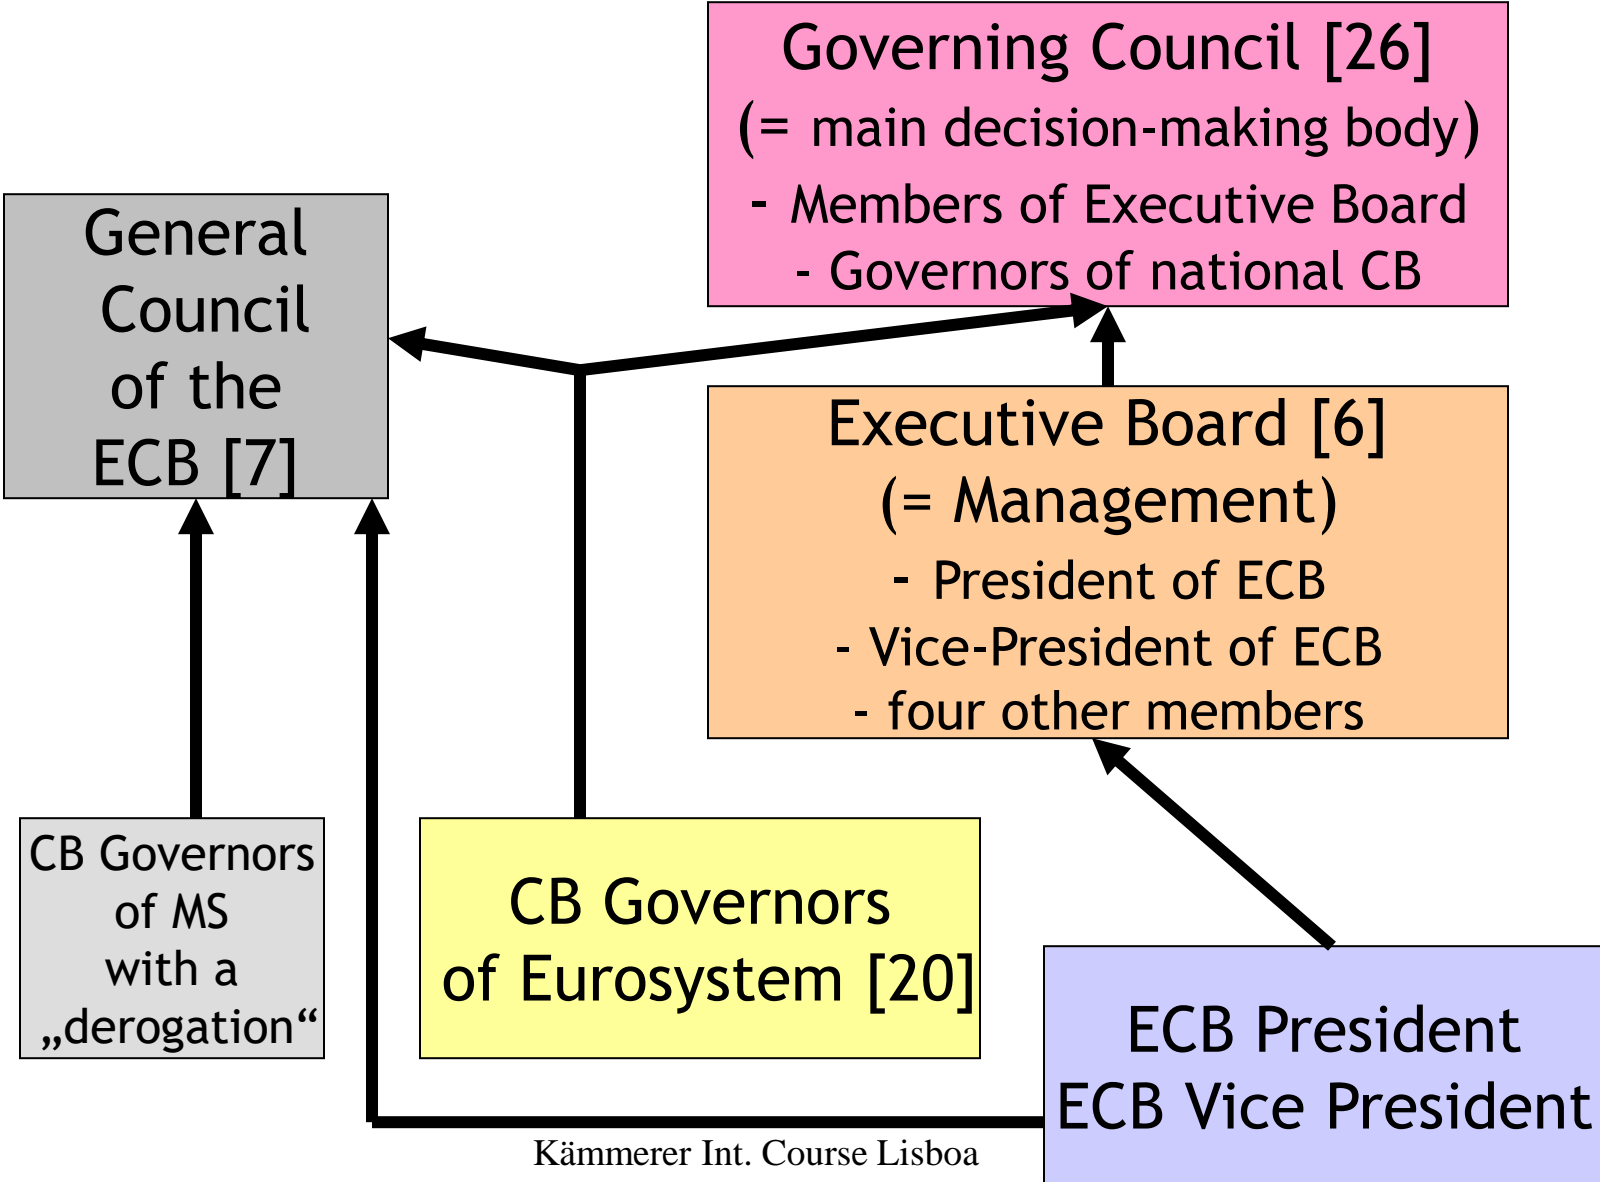 Governing Council [26]
(= main decision-making body)
- Members of Executive Board
- Governors of national CB
General
Council
of the
ECB [7]
Executive Board [6]
(= Management)
- President of ECB
- Vice-President of ECB
- four other members
CB Governors
of MS
with a
„derogation“
CB Governors
of Eurosystem [20]
ECB President
ECB Vice President
Kämmerer Int. Course Lisboa